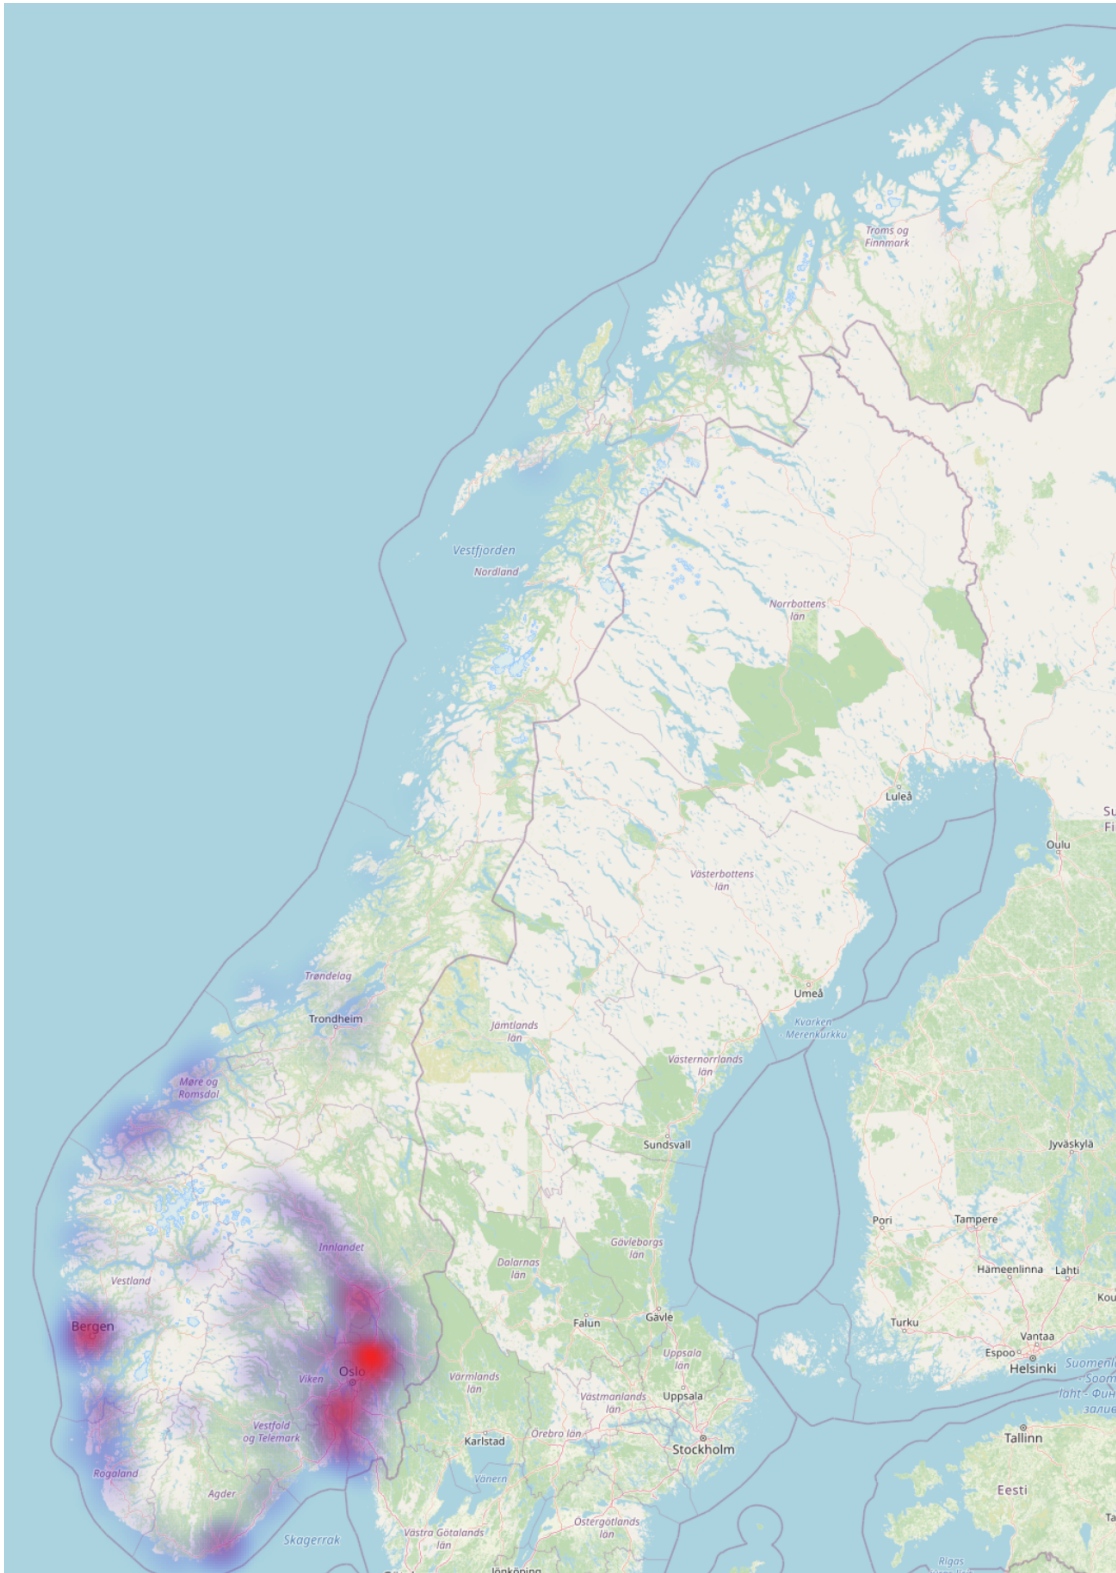 Troms og
Finnmark
Vestfjorden
Nordland
Norrbottens
län
Luleå
Oulu
Västerbottens
län
Trøndelag
Trondheim
Umeå
Kvarken
Merenkurkku
Jämtlands
län
Västernorrlands
län
Møre og
Romsdal
Sundsvall
Jyväskylä
Pori
Tampere
Innlandet
Gävleborgs
län
Dalarnas
län
Hämeenlinna
Lahti
Vestland
Bergen
Falun
Gävle
Turku
Vantaa
Espoo
Helsinki
Uppsala
län
Oslo
Viken
Värmlands
län
Västmanlands
län
Uppsala
Vestfold
og Telemark
Örebro län
Karlstad
Stockholm
Tallinn
Rogaland
Vänern
Agder
Eesti
Skagerrak
Västra Götalands
län
Östergötlands
län
Jönköping
Rigas